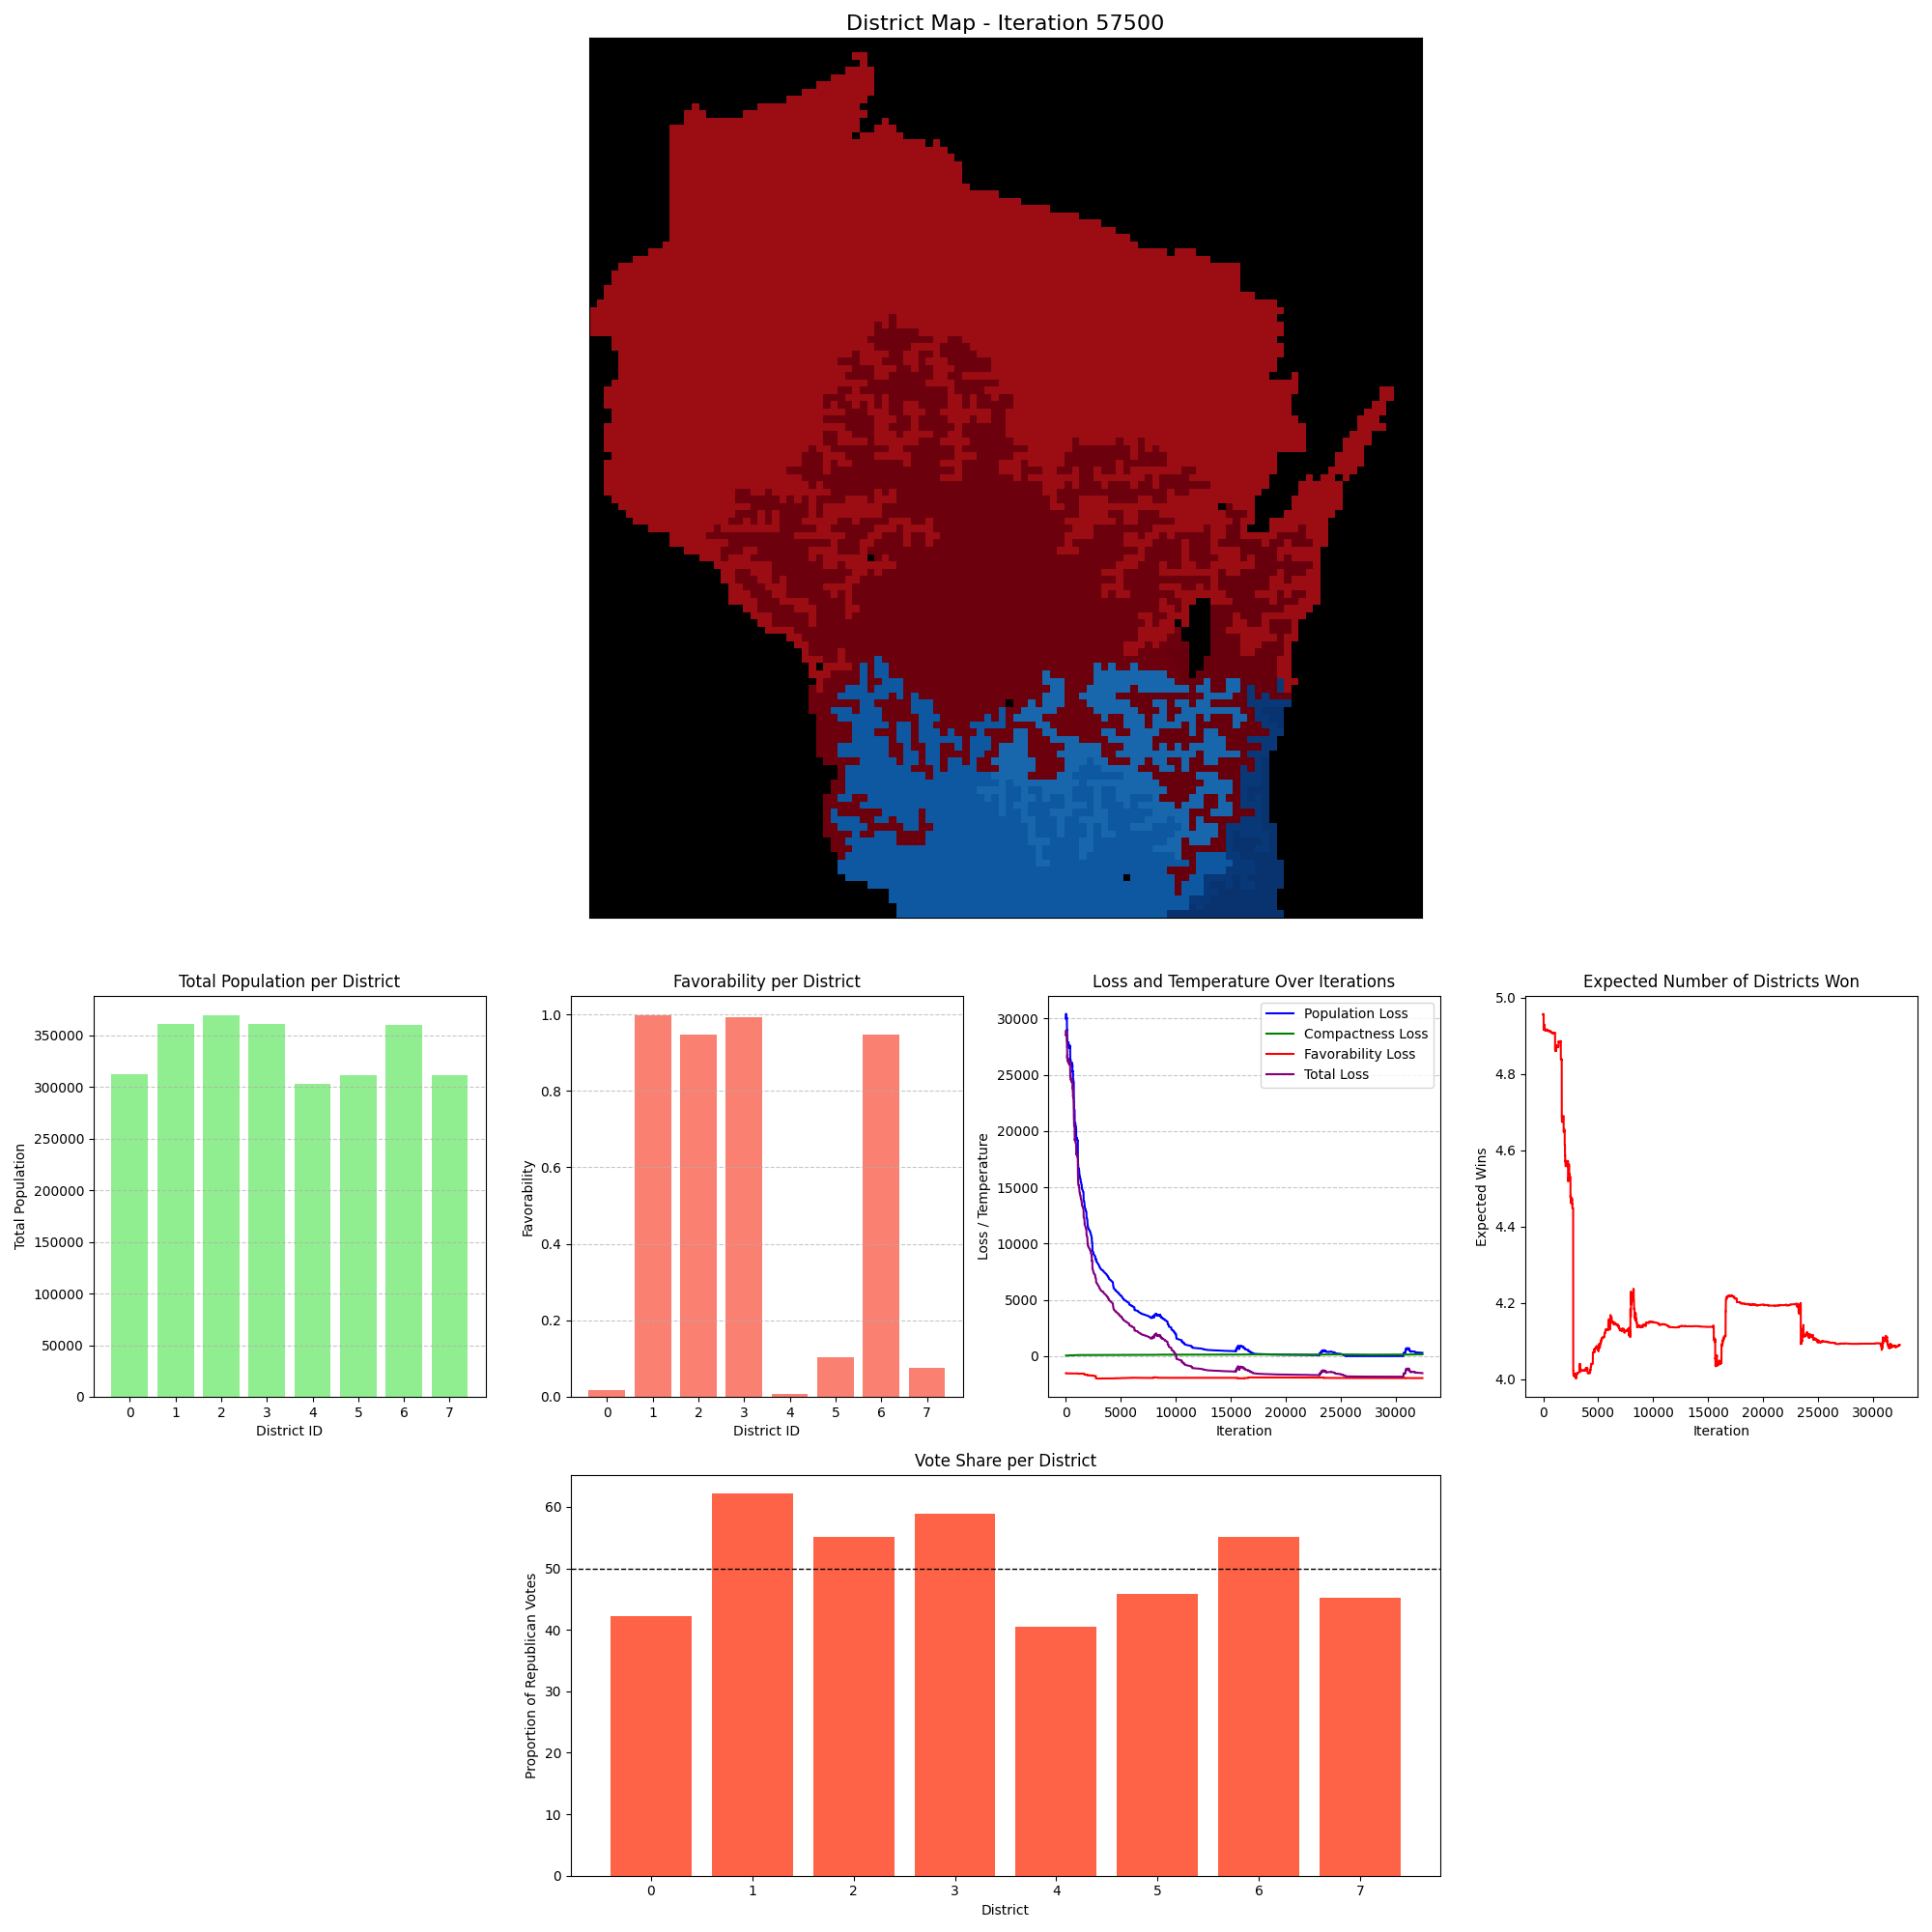 District Map - Iteration 57500
Total Population per District
Total Population
350000
300000
250000
200000
150000
100000
50000
0
0 1 2 3 4 5 6 7
District ID
Favorability per District
Favorability
1.0
0.8
0.6
0.4
0.2
0.0
0 1 2 3 4 5 6 7
District ID
Loss and Temperature Over Iterations
Loss / Temperature
30000
25000
20000
15000
10000
5000
0
Population Loss
Compactness Loss
Favorability Loss
Total Loss
0 5000 10000 15000 20000 25000 30000
Iteration
Expected Number of Districts Won
Expected Wins
5.0
4.8
4.6
4.4
4.2
4.0
0 5000 10000 15000 20000 25000 30000
Iteration
Vote Share per District
Proportion of Republican Votes
60
50
40
30
20
10
0
0 1 2 3 4 5 6 7
District